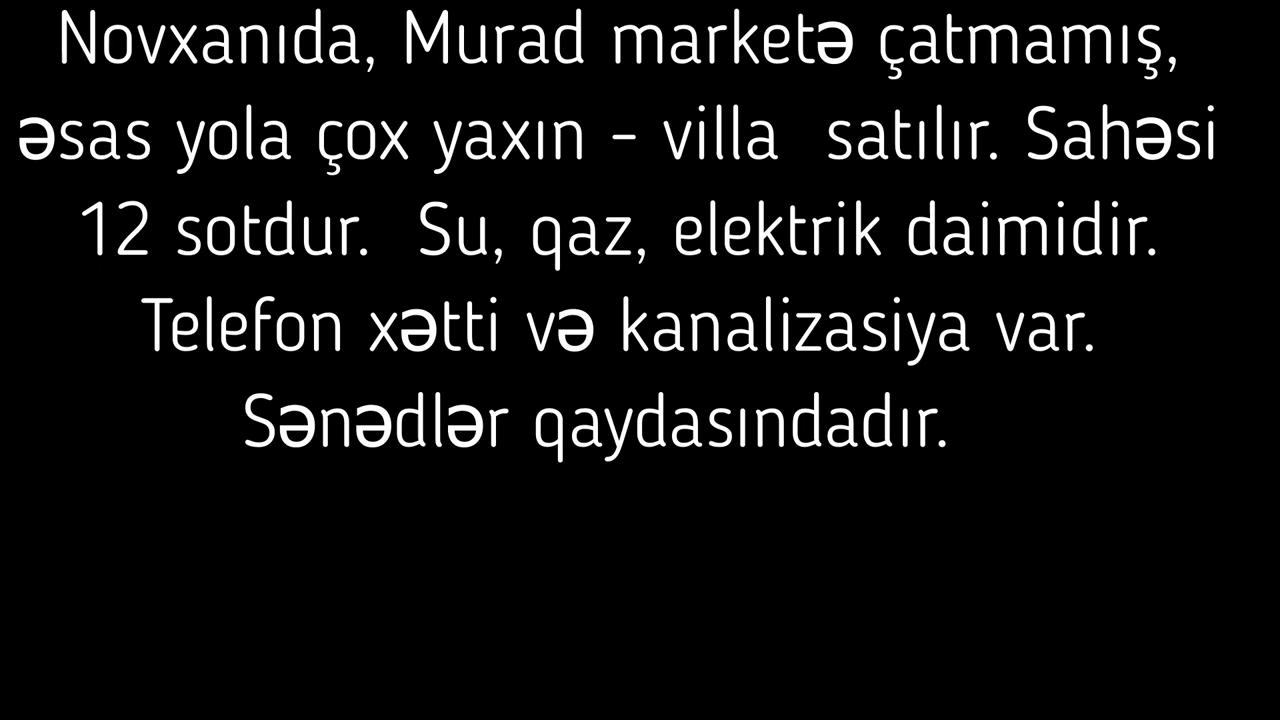 Novxanıda, Murad marketə çatmamış,
əsas yola çox yaxın - villa  satılır. Sahəsi
12 sotdur.  Su, qaz, elektrik daimidir.
Telefon xətti və kanalizasiya var.
Sənədlər qaydasındadır.